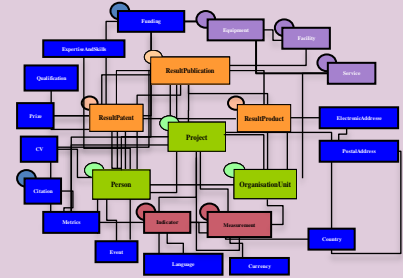 Funding
Equipment
Facility
ExpertiseAndSkills
ResultPublication
Service
Qualification
Prize
ResultPatent
ResultProduct
ElectronicAddress
Project
CV
PostalAddress
Person
OrganisationUnit
Citation
Metrics
Indicator
Measurement
Event
Country
Language
Currency